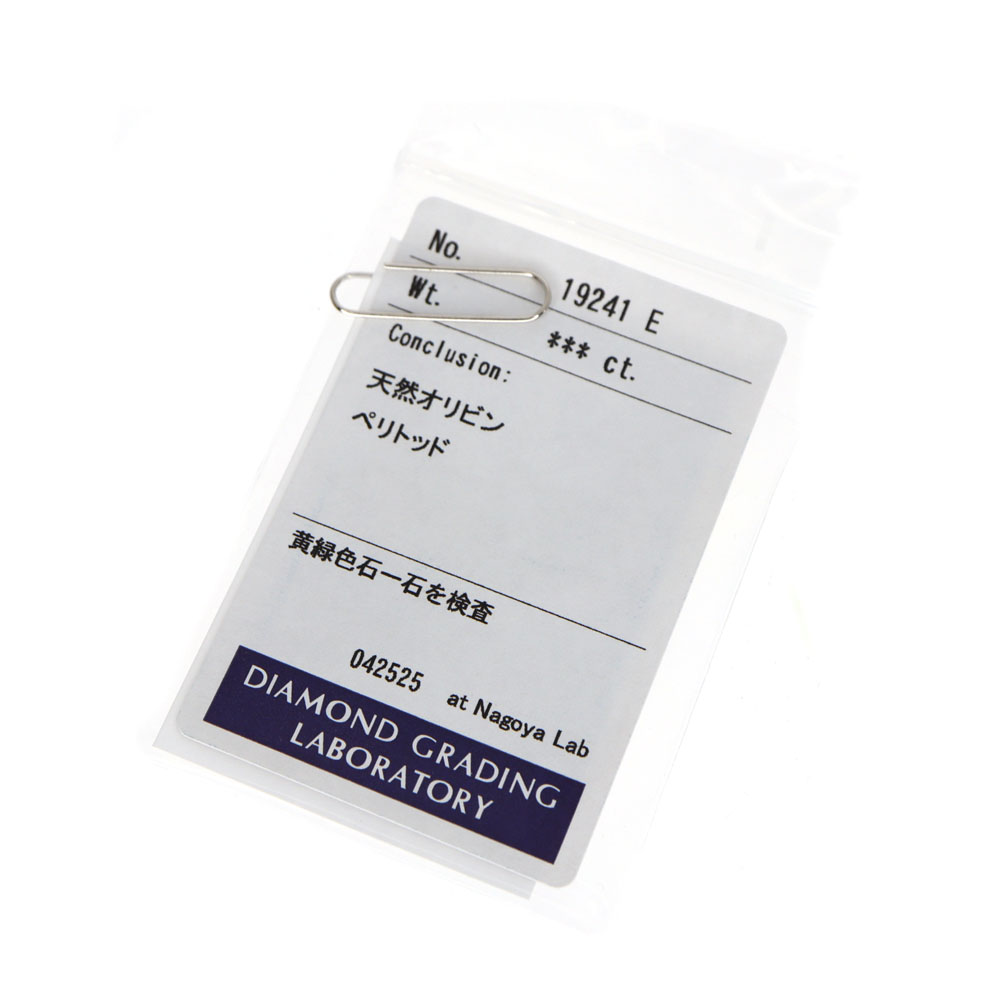 No. 19241 E
Wt. *** ct.
Conclusion:
天然オリビン
ペリトッド
黄緑色石一石を検査
042525 at Nagoya Lab
DIAMOND GRADING
LABORATORY